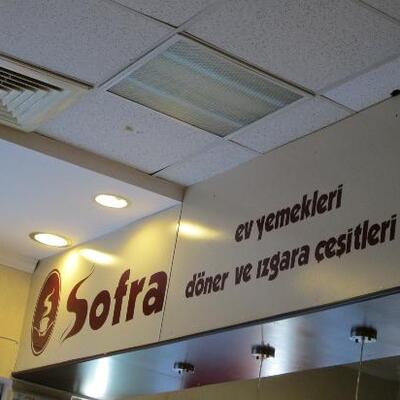 Sofra
ev yemekleri
döner ve ızgara çeşitleri